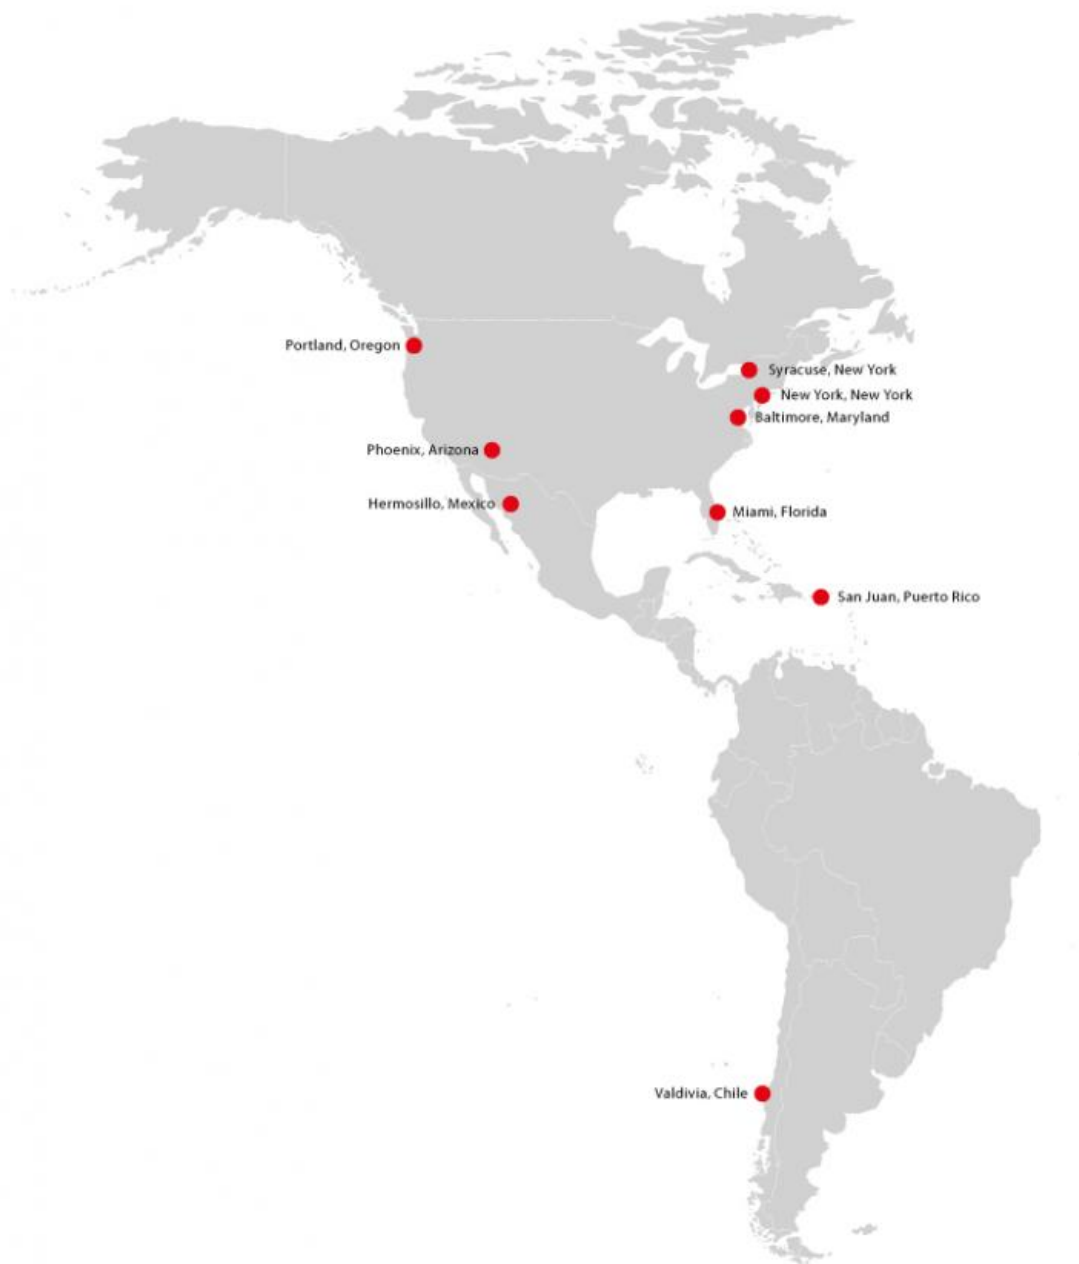 Portland, Oregon
Syracuse, New York
New York, New York
Baltimore, Maryland
Phoenix, Arizona
Hermosillo, Mexico
Miami, Florida
San Juan, Puerto Rico
Valdivia, Chile